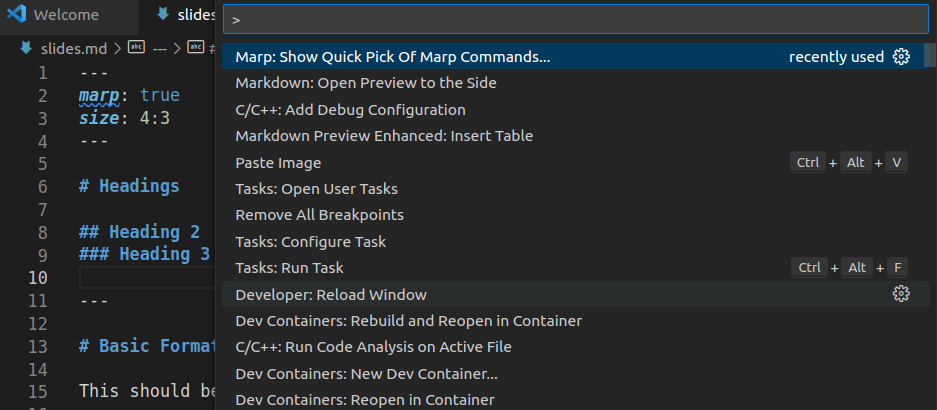 Welcome
slides
slides.md > abc --- > abc #
>
Marp: Show Quick Pick Of Marp Commands... recently used
Markdown: Open Preview to the Side
C/C++: Add Debug Configuration
Markdown Preview Enhanced: Insert Table
Paste Image Ctrl + Alt + V
Tasks: Open User Tasks
Remove All Breakpoints
Tasks: Configure Task
Tasks: Run Task Ctrl + Alt + F
Developer: Reload Window
Dev Containers: Rebuild and Reopen in Container
C/C++: Run Code Analysis on Active File
Dev Containers: New Dev Container...
Dev Containers: Reopen in Container
1 ---
2 marp: true
3 size: 4:3
4 ---
5
6 # Headings
7
8 ## Heading 2
9 ### Heading 3
10
11 ---
12
13 # Basic Format
14
15 This should be